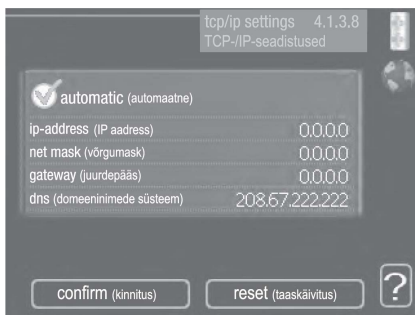 tcp/ip settings 4.1.3.8
TCP-/IP-seadistused
automatic (automaatne)
ip-address (IP aadress) 0.0.0.0
net mask (võrgumask) 0.0.0.0
gateway (juurdepääs) 0.0.0.0
dns (domeeninimede süsteem) 208.67.222.222
confirm (kinnitus) reset (taaskäivitus) ?